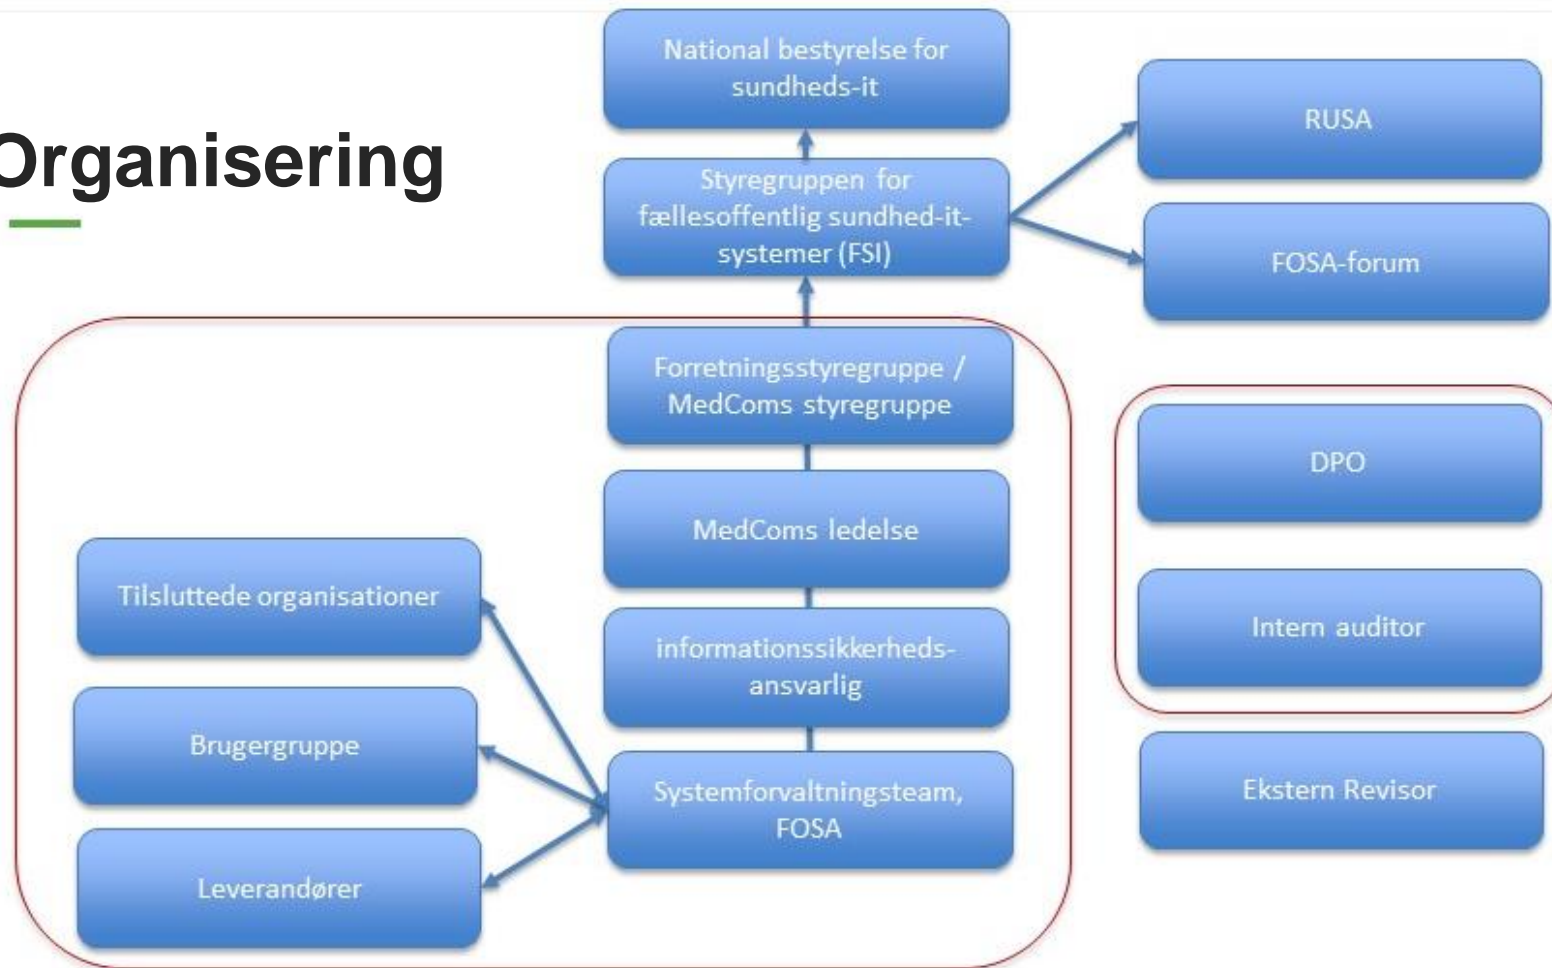 Organisering
National bestyrelse for
sundheds-it
Styregruppen for
fællesoffentlig sundhed-it-
systemer (FSI)
RUSA
FOSA-forum
Forretningsstyregruppe /
MedComs styregruppe
MedComs ledelse
informationssikkerheds-
ansvarlig
Systemforvaltningsteam,
FOSA
Tilsluttede organisationer
Brugergruppe
Leverandører
DPO
Intern auditor
Ekstern Revisor